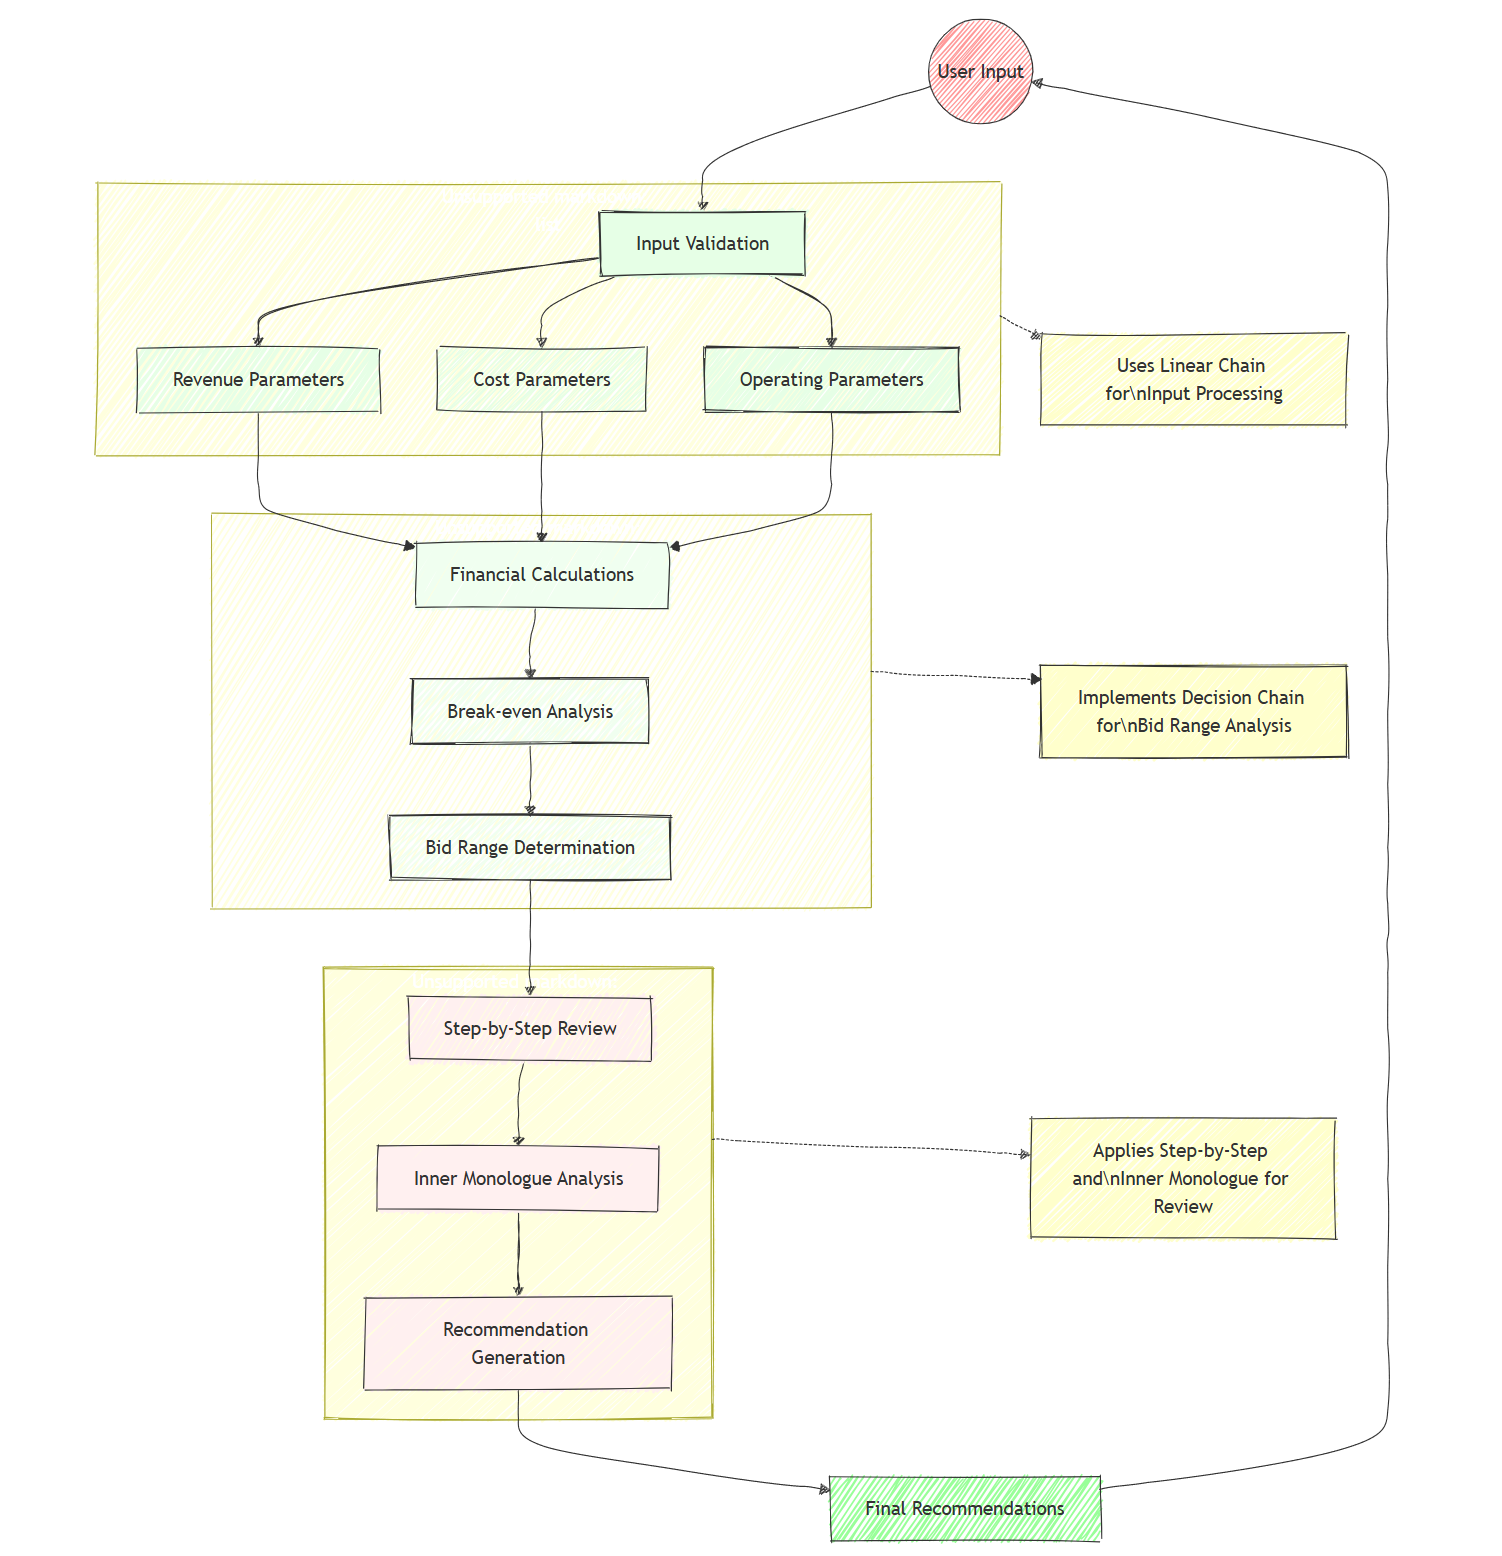 User Input
Input Validation
Revenue Parameters
Cost Parameters
Operating Parameters
Uses Linear Chain
for\nInput Processing
Financial Calculations
Break-even Analysis
Implements Decision Chain
for\nBid Range Analysis
Bid Range Determination
Step-by-Step Review
Inner Monologue Analysis
Applies Step-by-Step
and\nInner Monologue for
Review
Recommendation
Generation
Final Recommendations